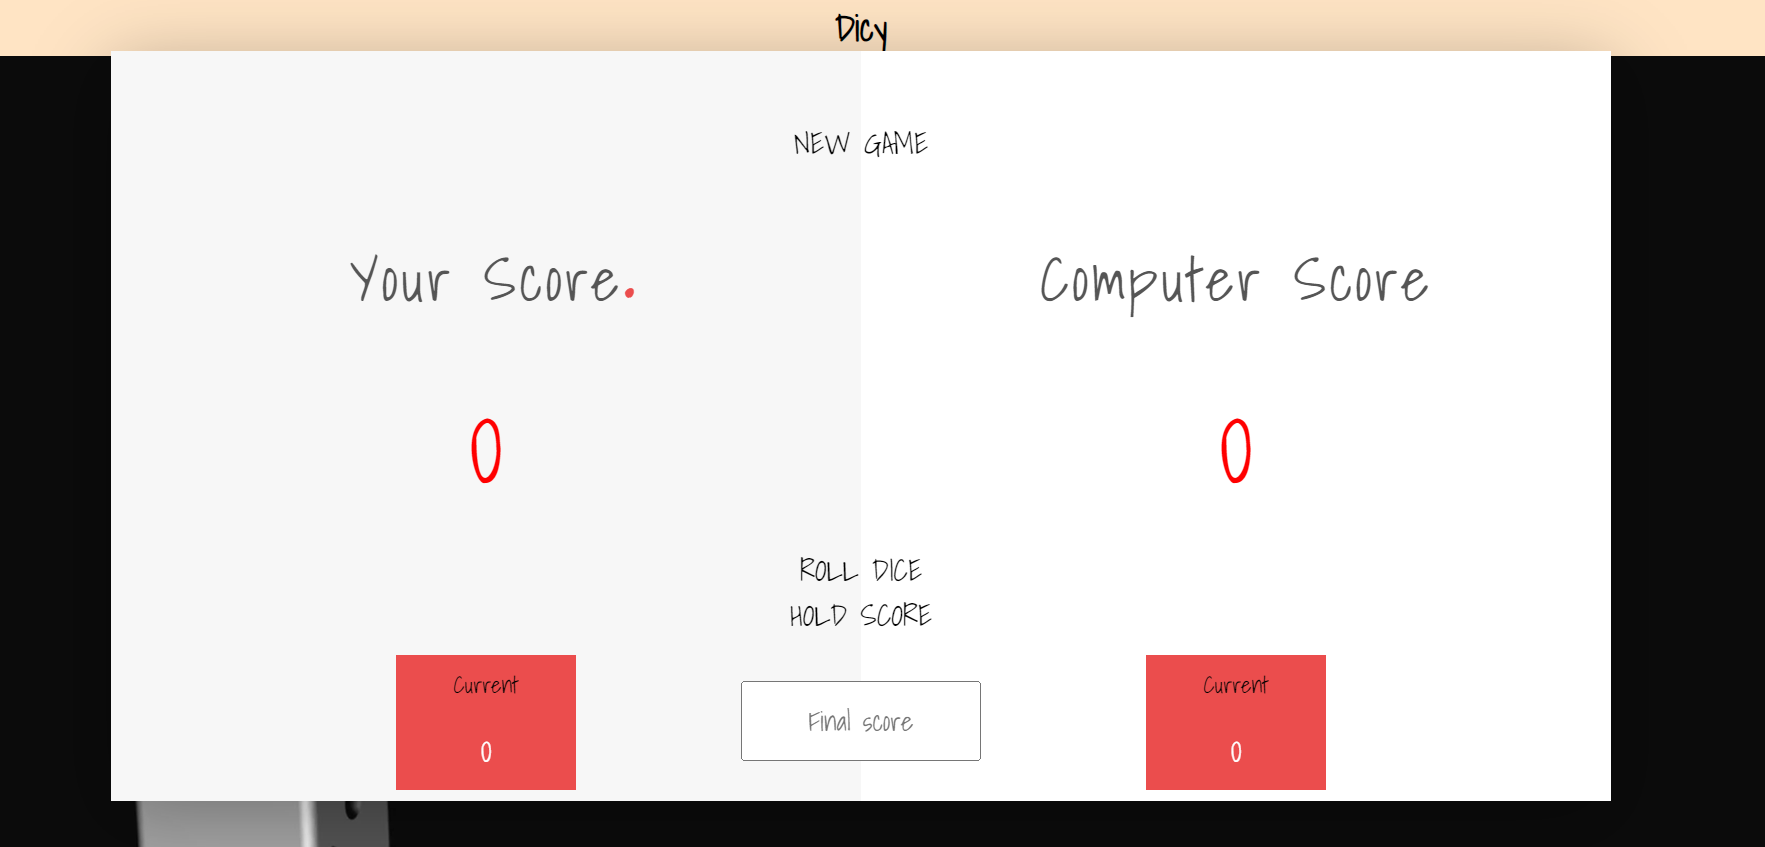 Dicy
NEW GAME
Your Score.
Computer Score
0
0
ROLL DICE
HOLD SCORE
Current
0
Final score
Current
0